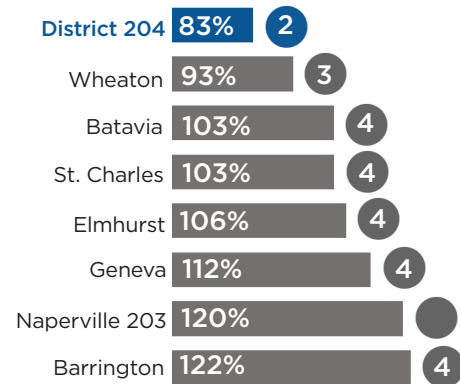 District 204 83% 2
Wheaton 93% 3
Batavia 103% 4
St. Charles 103% 4
Elmhurst 106% 4
Geneva 112% 4
Naperville 203 120%
Barrington 122% 4